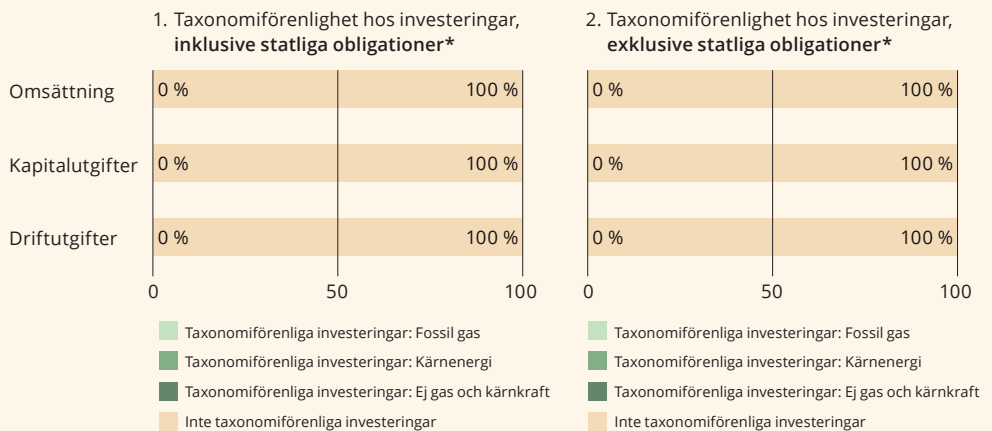 1. Taxonomiförenlighet hos investeringar,
inklusive statliga obligationer*
Omsättning
0 % 100 %
Kapitalutgifter
0 % 100 %
Driftutgifter
0 % 100 %
0 50 100
Taxonomiförenliga investeringar: Fossil gas
Taxonomiförenliga investeringar: Kärnenergi
Taxonomiförenliga investeringar: Ej gas och kärnkraft
Inte taxonomiförenliga investeringar
2. Taxonomiförenlighet hos investeringar,
exklusive statliga obligationer*
0 % 100 %
0 % 100 %
0 % 100 %
0 50 100
Taxonomiförenliga investeringar: Fossil gas
Taxonomiförenliga investeringar: Kärnenergi
Taxonomiförenliga investeringar: Ej gas och kärnkraft
Inte taxonomiförenliga investeringar